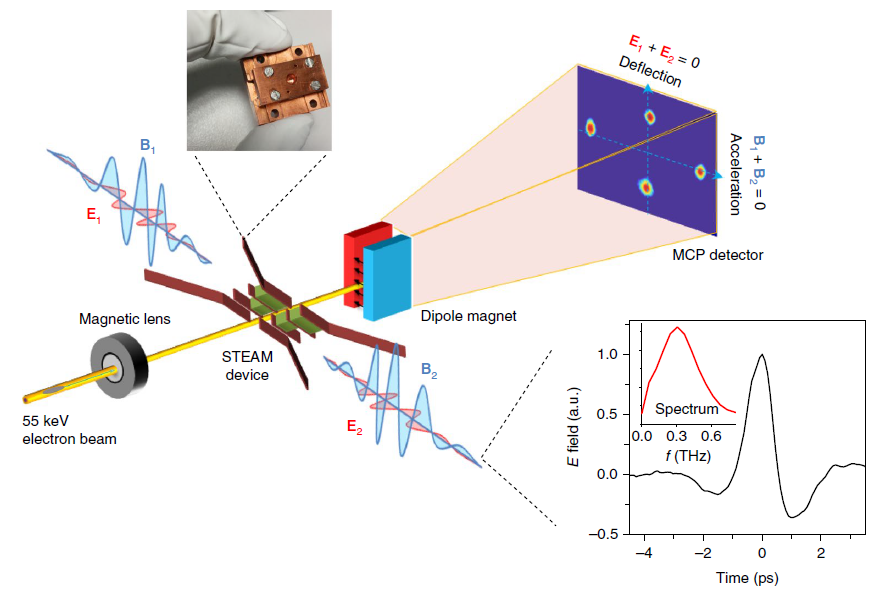 E₁ + E₂ = 0
Deflection
B₁ + B₂ = 0
Acceleration
MCP detector
B₁
E₁
Magnetic lens
Dipole magnet
STEAM
device
55 keV
electron beam
B₂
E₂
E field (a.u.)
1.0
0.5
0.0
–0.5
Spectrum
0.0 0.3 0.6
f (THz)
–4 –2 0 2
Time (ps)